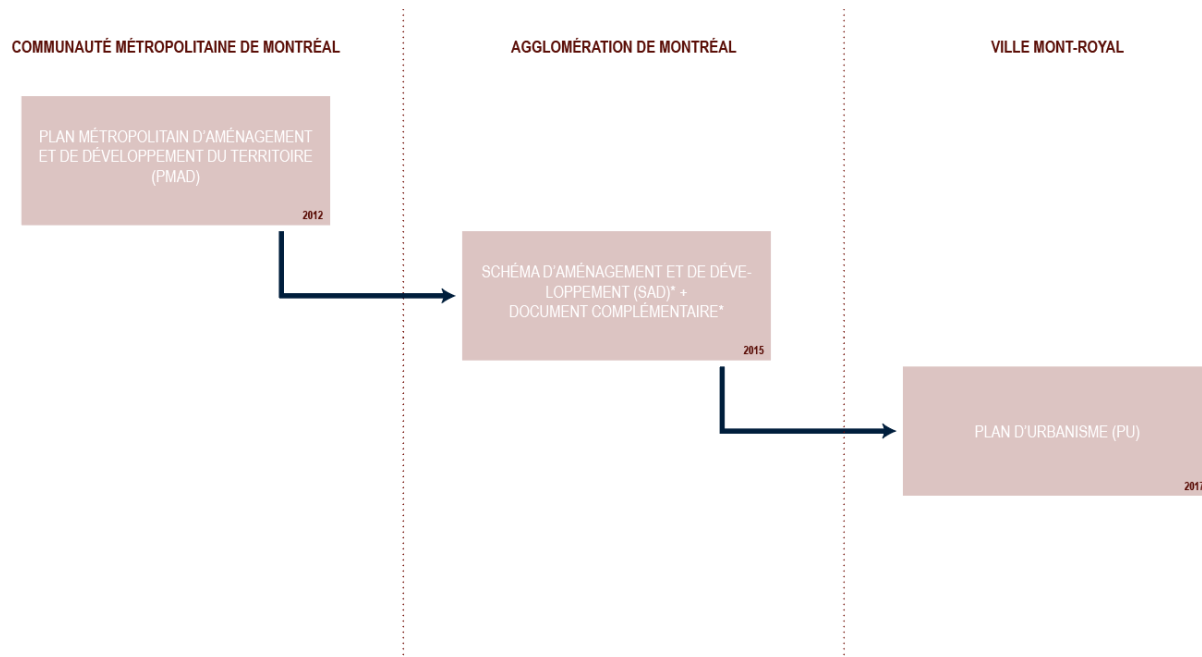 COMMUNAUTÉ MÉTROPOLITAINE DE MONTRÉAL
AGGLOMÉRATION DE MONTRÉAL
VILLE MONT-ROYAL
PLAN MÉTROPOLITAIN D'AMÉNAGEMENT
ET DE DÉVELOPPEMENT DU TERRITOIRE
(PMAD)
2012
SCHÉMA D'AMÉNAGEMENT ET DE DÉVE-
LOPPEMENT (SAD)* +
DOCUMENT COMPLÉMENTAIRE*
2015
PLAN D'URBANISME (PU)
2017